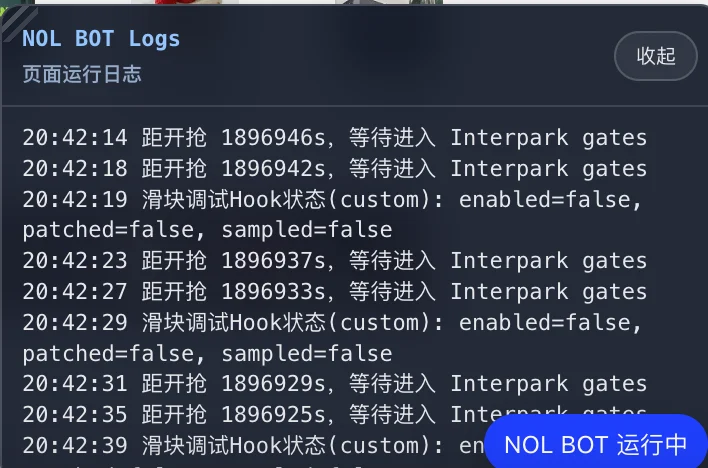 NOL BOT Logs
页面运行日志
收起
20:42:14 距开抢 1896946s，等待进入 Interpark gates
20:42:18 距开抢 1896942s，等待进入 Interpark gates
20:42:19 滑块调试Hook状态(custom): enabled=false,
patched=false, sampled=false
20:42:23 距开抢 1896937s，等待进入 Interpark gates
20:42:27 距开抢 1896933s，等待进入 Interpark gates
20:42:29 滑块调试Hook状态(custom): enabled=false,
patched=false, sampled=false
20:42:31 距开抢 1896929s，等待进入 Interpark gates
20:42:35 距开抢 1896925s，等待进入 Interpark gates
20:42:39 滑块调试Hook状态(custom): en
NOL BOT 运行中